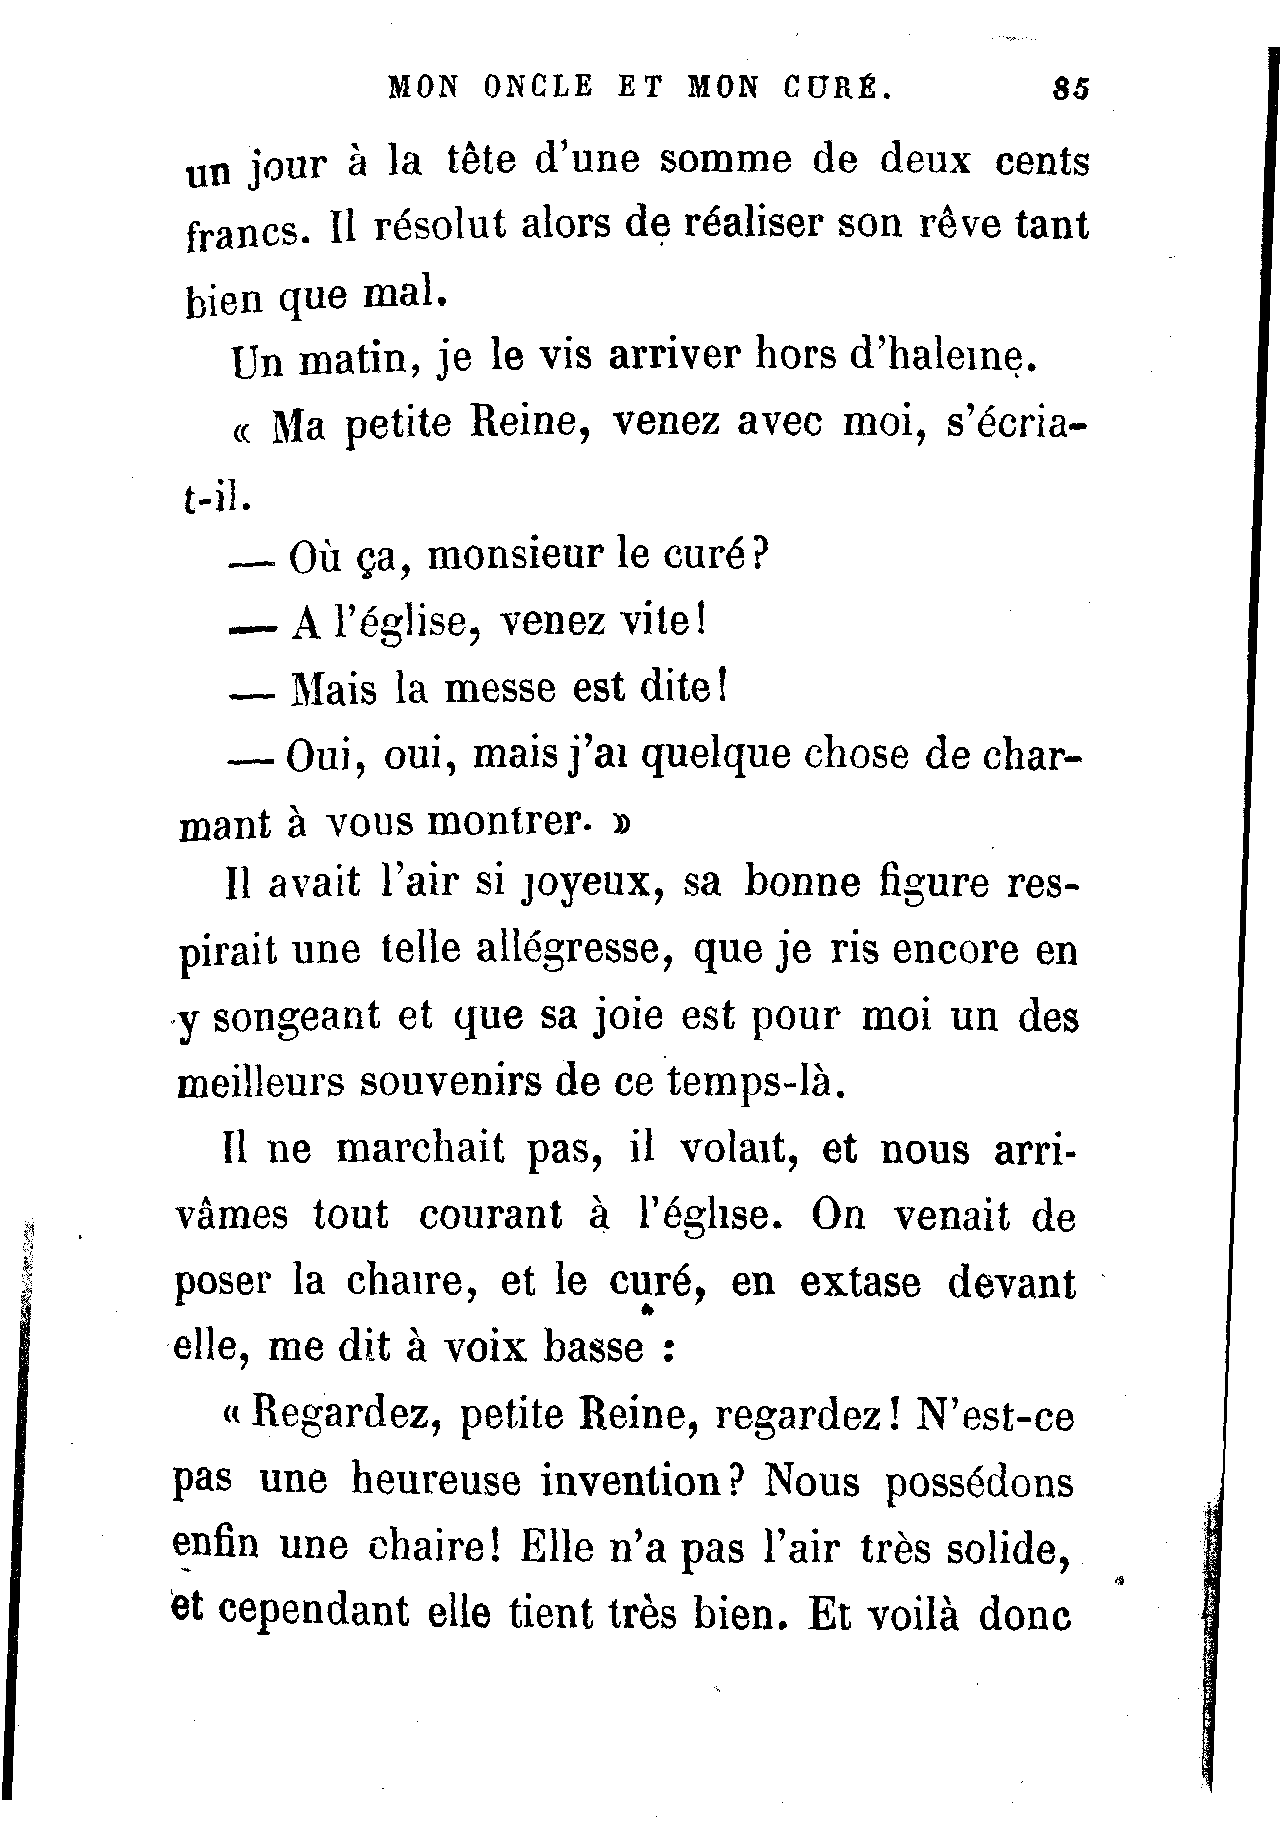 MON ONCLE ET MON CURÉ. 85
un jour à la tête d'une somme de deux cents
francs. Il résolut alors de réaliser son rêve tant
bien que mal.
Un matin, je le vis arriver hors d'haleine.
« Ma petite Reine, venez avec moi, s'écria-
t-il.
— Où ça, monsieur le curé?
— A l'église, venez vite!
— Mais la messe est dite!
— Oui, oui, mais j'ai quelque chose de char-
mant à vous montrer. »
Il avait l'air si joyeux, sa bonne figure res-
pirait une telle allégresse, que je ris encore en
y songeant et que sa joie est pour moi un des
meilleurs souvenirs de ce temps-là.
Il ne marchait pas, il volait, et nous arri-
vâmes tout courant à l'église. On venait de
poser la chaire, et le curé, en extase devant
elle, me dit à voix basse :
« Regardez, petite Reine, regardez! N'est-ce
pas une heureuse invention? Nous possédons
enfin une chaire! Elle n'a pas l'air très solide,
et cependant elle tient très bien. Et voilà donc